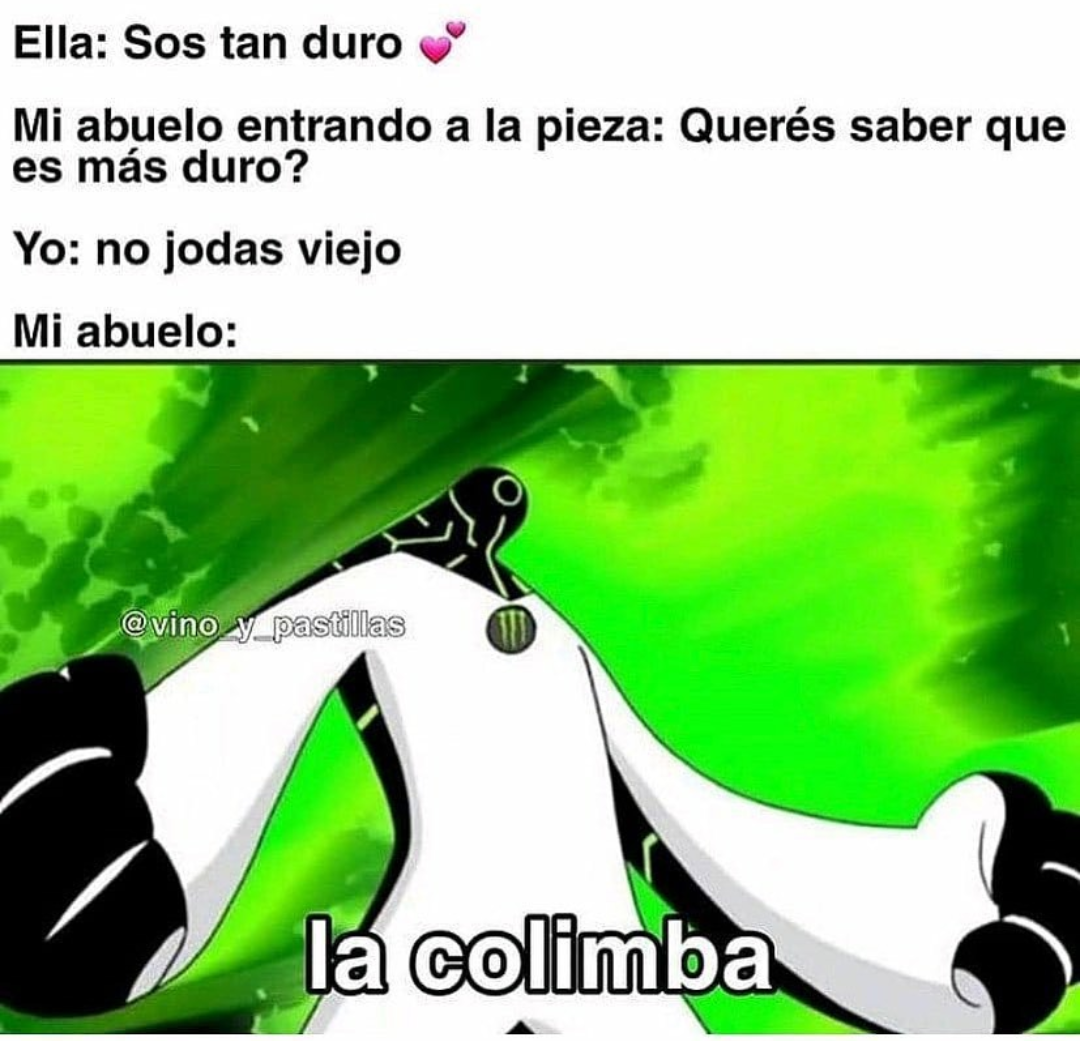 Ella: Sos tan duro 💕
Mi abuelo entrando a la pieza: Querés saber que
es más duro?
Yo: no jodas viejo
Mi abuelo:
@vino_y_pastillas
la colimba